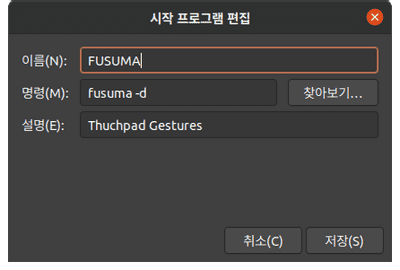 시작 프로그램 편집
이름(N): FUSUMA
명령(M): fusuma -d 찾아보기...
설명(E): Thuchpad Gestures
취소(C) 저장(S)